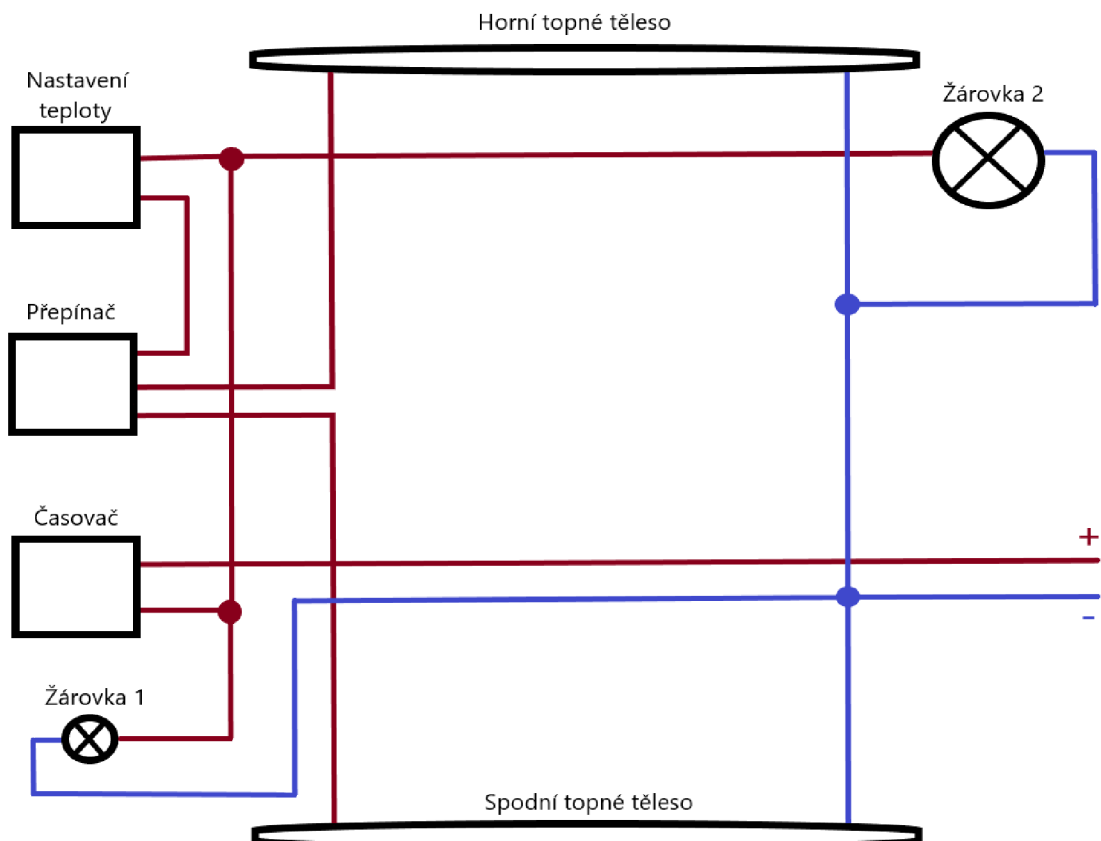 Horní topné těleso
Nastavení
teploty
Žárovka 2
Přepínač
Časovač
+
-
Žárovka 1
Spodní topné těleso